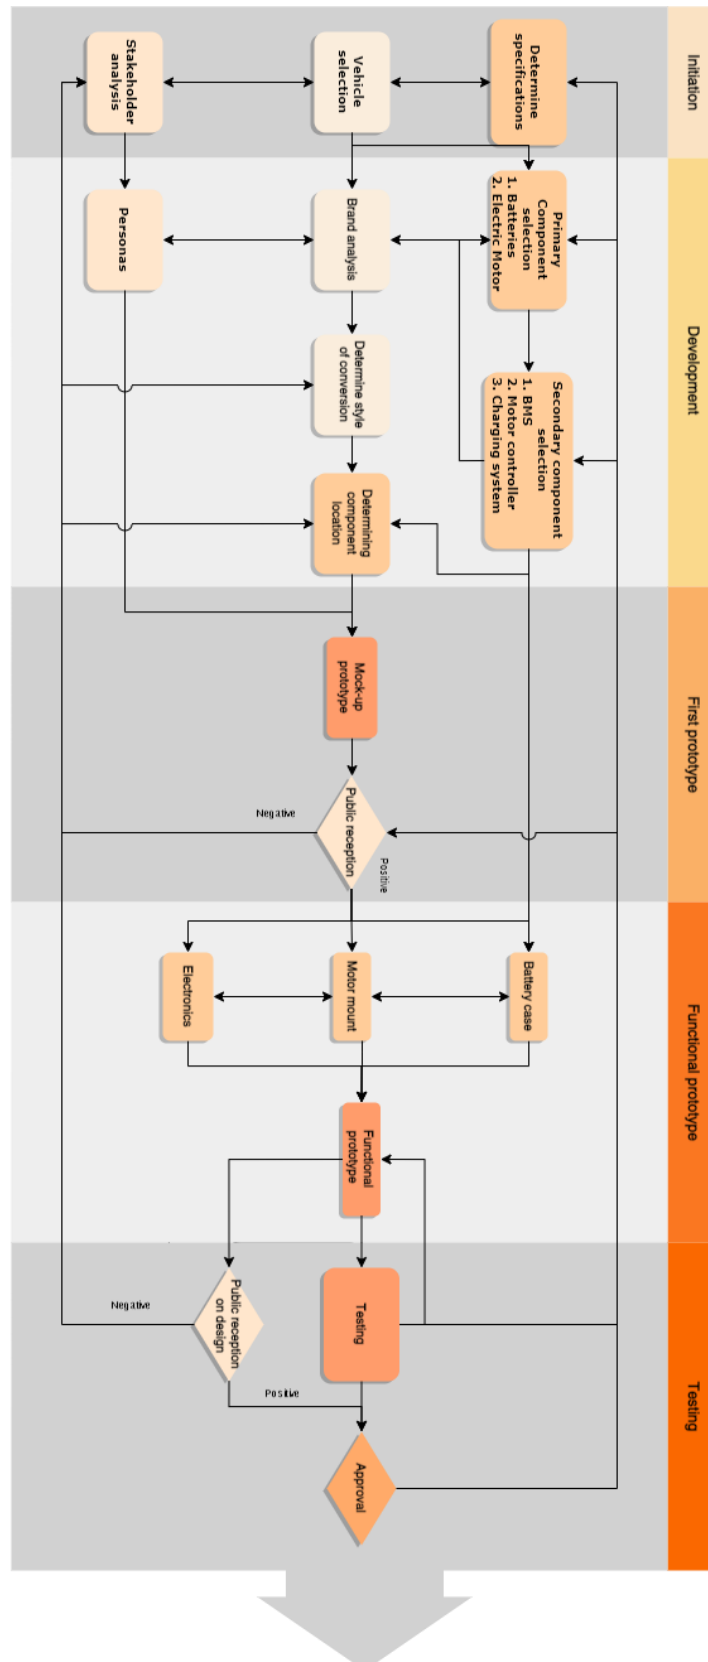 Initiation
Development
First prototype
Functional prototype
Testing
Determine
specifications
Primary
Component
selection
1. Batteries
2. Electric Motor
Secondary component
selection
1. BMS
2. Motor controller
3. Charging system
Battery case
Vehicle
selection
Brand analysis
Determine style
of conversion
Determining
component
location
Mock-up
prototype
Public reception
Positive
Negative
Motor mount
Functional
prototype
Testing
Approval
Stakeholder
analysis
Personas
Electronics
Public reception
on design
Positive
Negative